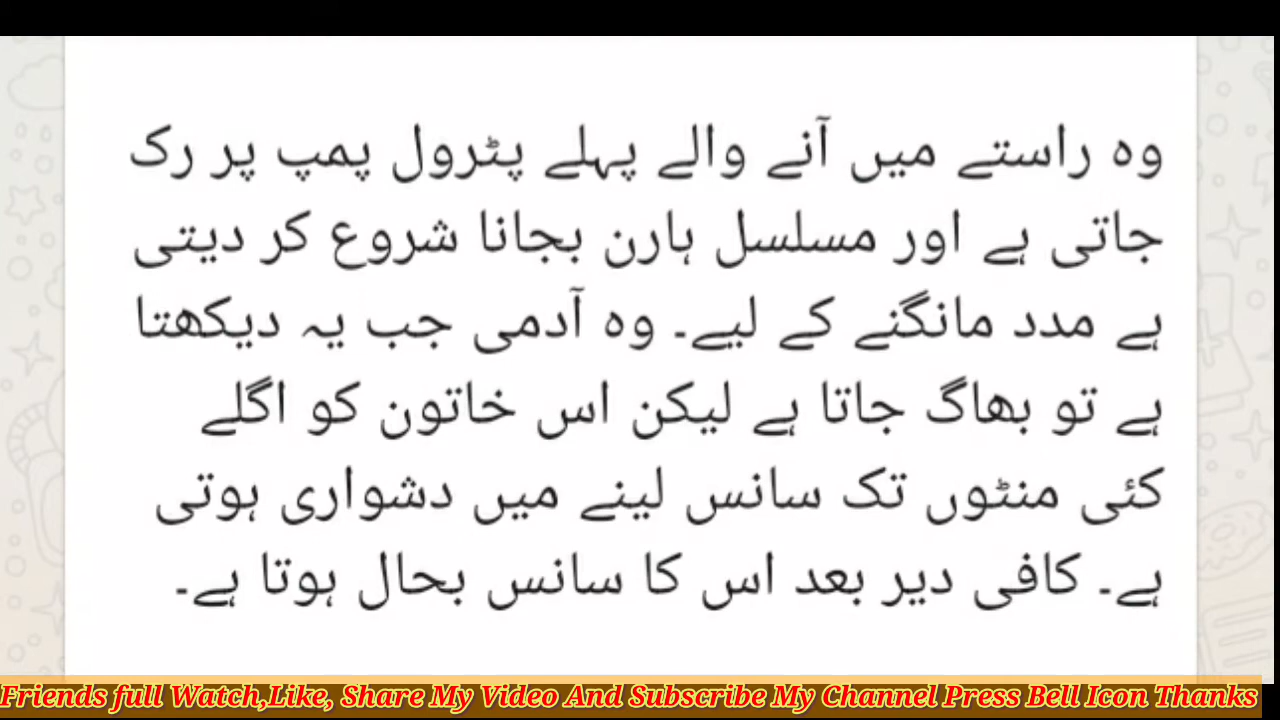 وہ راستے میں آنے والے پہلے پٹرول پمپ پر رک
جاتی ہے اور مسلسل ہارن بجانا شروع کر دیتی
ہے مدد مانگنے کے لیے۔ وہ آدمی جب یہ دیکھتا
ہے تو بھاگ جاتا ہے لیکن اس خاتون کو اگلے
کئی منٹوں تک سانس لینے میں دشواری ہوتی
ہے۔ کافی دیر بعد اس کا سانس بحال ہوتا ہے۔
Friends full Watch,Like, Share My Video And Subscribe My Channel Press Bell Icon Thanks